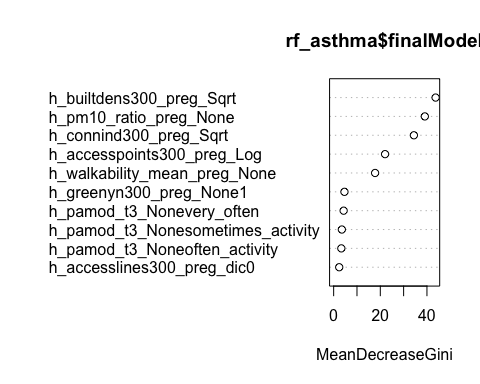 rf_asthma$finalModel
h_builtdens300_preg_Sqrt
h_pm10_ratio_preg_None
h_connind300_preg_Sqrt
h_accesspoints300_preg_Log
h_walkability_mean_preg_None
h_greenyn300_preg_None1
h_pamod_t3_Nonevery_often
h_pamod_t3_Nonesometimes_activity
h_pamod_t3_Noneoften_activity
h_accesslines300_preg_dic0
0 20 40
MeanDecreaseGini